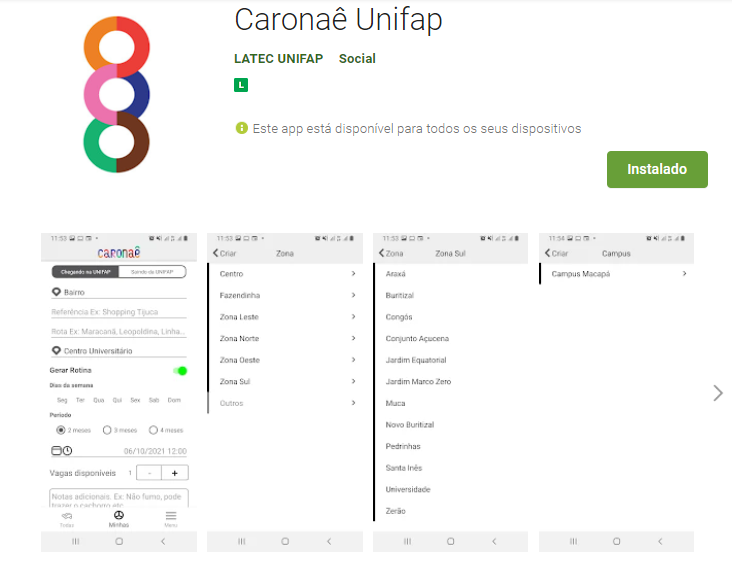 Caronaê Unifap
LATEC UNIFAP Social
L
Este app está disponível para todos os seus dispositivos
Instalado
11:53
caronaê
Chegando na UNIFAP Saindo da UNIFAP
Bairro
Referência Ex: Shopping Tijuca
Rota Ex: Maracanã, Leopoldina, Linha...
Centro Universitário
Gerar Rotina
Dias da semana
Seg Ter Qua Qui Sex Sab Dom
Período
2 meses 3 meses 4 meses
06/10/2021 12:00
Vagas disponíveis 1 - +
Notas adicionais. Ex: Não fumo, pode
trazer o cachorro etc
Todas Minhas Menu
11:53
Criar Zona
Centro
Fazendinha
Zona Leste
Zona Norte
Zona Oeste
Zona Sul
Outros
11:53
Zona Zona Sul
Araxá
Buritizal
Congós
Conjunto Açucena
Jardim Equatorial
Jardim Marco Zero
Muca
Novo Buritizal
Pedrinhas
Santa Inês
Universidade
Zerão
11:54
Criar Campus
Campus Macapá